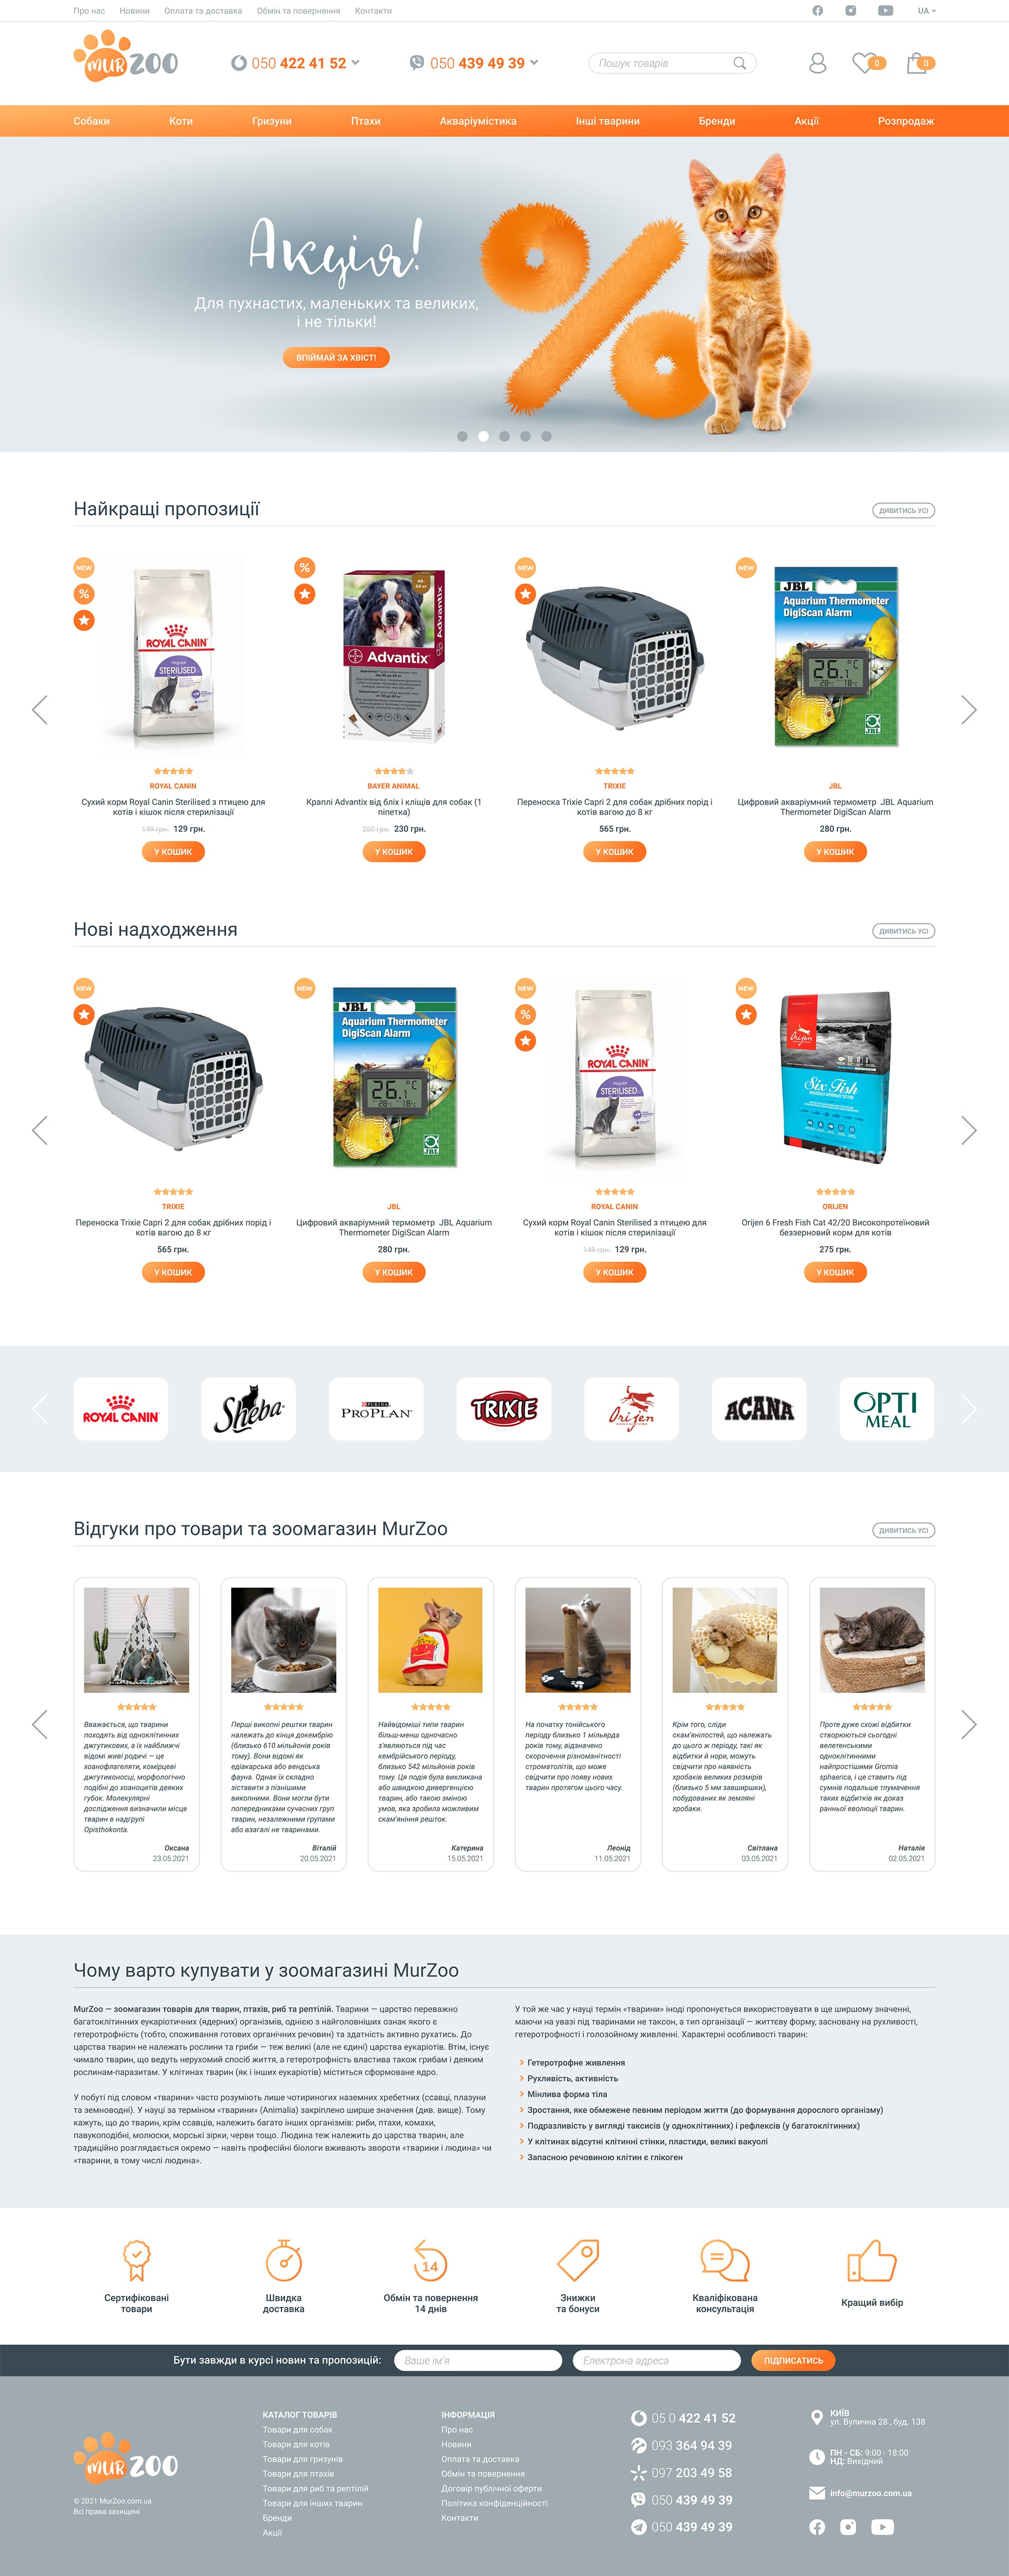 Про нас Новини Оплата та доставка Обмін та повернення Контакти UA
MUR ZOO 050 422 41 52 050 439 49 39 Пошук товарів 0 0
Собаки Коти Гризуни Птахи Акваріумістика Інші тварини Бренди Акції Розпродаж
Акція!
Для пухнастих, маленьких та великих,
і не тільки!
ВПІЙМАЙ ЗА ХВІСТ!
Найкращі пропозиції ДИВИТИСЬ УСІ
NEW % % NEW NEW
ROYAL CANIN
Regular
STERILISED
Advantix
JBL
Aquarium Thermometer
DigiScan Alarm
26.1 °C
ROYAL CANIN BAYER ANIMAL TRIXIE JBL
Сухий корм Royal Canin Sterilised з птицею для
котів і кішок після стерилізації
149 грн. 129 грн.
У КОШИК
Краплі Advantix від бліх і кліщів для собак (1
піпетка)
250 грн. 230 грн.
У КОШИК
Переноска Trixie Capri 2 для собак дрібних порід і
котів вагою до 8 кг
565 грн.
У КОШИК
Цифровий акваріумний термометр JBL Aquarium
Thermometer DigiScan Alarm
280 грн.
У КОШИК
Нові надходження ДИВИТИСЬ УСІ
NEW NEW NEW % NEW
JBL
Aquarium Thermometer
DigiScan Alarm
26.1 °C
ROYAL CANIN
Regular
STERILISED
Orijen
Six Fish
TRIXIE
Переноска Trixie Capri 2 для собак дрібних порід і
котів вагою до 8 кг
565 грн.
У КОШИК
JBL
Цифровий акваріумний термометр JBL Aquarium
Thermometer DigiScan Alarm
280 грн.
У КОШИК
ROYAL CANIN
Сухий корм Royal Canin Sterilised з птицею для
котів і кішок після стерилізації
149 грн. 129 грн.
У КОШИК
ORIJEN
Orijen 6 Fresh Fish Cat 42/20 Високопротеїновий
беззерновий корм для котів
275 грн.
У КОШИК
ROYAL CANIN Sheba PURINA PROPLAN TRIXIE Orijen ACANA OPTI MEAL
Відгуки про товари та зоомагазин MurZoo ДИВИТИСЬ УСІ
Вважається, що тварини
походять від одноклітинних
джгутикових, а їх найближчі
відомі живі родичі — це
хоанофлагеляти, комірцеві
джгутиконосці, морфологічно
подібні до хоаноцитів деяких
губок. Молекулярні
дослідження визначили місце
тварин в надгрупі
Opisthokonta.
Оксана
23.05.2021
Перші викопні рештки тварин
належать до кінця докембрію
(близько 610 мільйонів років
тому). Вони відомі як
едіакарська або вендська
фауна. Однак їх складно
зіставити з пізнішими
викопними. Вони могли бути
попередниками сучасних груп
тварин, незалежними групами
або взагалі не тваринами.
Віталій
20.05.2021
Найвідоміші типи тварин
більш-менш одночасно
з'являються під час
кембрійського періоду,
близько 542 мільйонів років
тому. Ця подія була викликана
або швидкою дивергенцією
тварин, або такою зміною
умов, яка зробила можливим
скам'яніння решток.
Катерина
15.05.2021
На початку тонійського
періоду близько 1 мільярда
років тому, відзначено
скорочення різноманітності
строматолітів, що може
свідчити про появу нових
тварин протягом цього часу.
Леонід
11.05.2021
Крім того, сліди
скам'янілостей, що належать
до цього ж періоду, такі як
відбитки й нори, можуть
свідчити про наявність
хробаків великих розмірів
(близько 5 мм завширшки),
побудованих як земляні
хробаки.
Світлана
03.05.2021
Проте дуже схожі відбитки
створюються сьогодні
велетенськими
одноклітинними
найпростішими Gromia
sphaerica, і це ставить під
сумнів подальше тлумачення
таких відбитків як доказ
ранньої еволюції тварин.
Наталія
02.05.2021
Чому варто купувати у зоомагазині MurZoo
MurZoo — зоомагазин товарів для тварин, птахів, риб та рептілій. Тварини — царство переважно
багатоклітинних еукаріотичних (ядерних) організмів, однією з найголовніших ознак якого є
гетеротрофність (тобто, споживання готових органічних речовин) та здатність активно рухатись. До
царства тварин не належать рослини та гриби — теж великі (але не єдині) царства еукаріотів. Втім, існує
чимало тварин, що ведуть нерухомий спосіб життя, а гетеротрофність властива також грибам і деяким
рослинам-паразитам. У клітинах тварин (як і інших еукаріотів) міститься сформоване ядро.
У побуті під словом «тварини» часто розуміють лише чотириногих наземних хребетних (ссавці, плазуни
та земноводні). У науці за терміном «тварини» (Animalia) закріплено ширше значення (див. вище). Тому
кажуть, що до тварин, крім ссавців, належить багато інших організмів: риби, птахи, комахи,
павукоподібні, молюски, морські зірки, черви тощо. Людина теж належить до царства тварин, але
традиційно розглядається окремо — навіть професійні біологи вживають звороти «тварини і людина» чи
«тварини, в тому числі людина».
У той же час у науці термін «тварини» іноді пропонується використовувати в ще ширшому значенні,
маючи на увазі під тваринами не таксон, а тип організації — життєву форму, засновану на рухливості,
гетеротрофності і голозойному живленні. Характерні особливості тварин:
Гетеротрофне живлення
Рухливість, активність
Мінлива форма тіла
Зростання, яке обмежене певним періодом життя (до формування дорослого організму)
Подразливість у вигляді таксисів (у одноклітинних) і рефлексів (у багатоклітинних)
У клітинах відсутні клітинні стінки, пластиди, великі вакуолі
Запасною речовиною клітин є глікоген
14
Сертифіковані
товари
Швидка
доставка
Обмін та повернення
14 днів
Знижки
та бонуси
Кваліфікована
консультація
Кращий вибір
Бути завжди в курсі новин та пропозицій: Ваше ім'я Електрона адреса ПІДПИСАТИСЬ
MUR ZOO
© 2021 MurZoo.com.ua
Всі права захищені
КАТАЛОГ ТОВАРІВ
Товари для собак
Товари для котів
Товари для гризунів
Товари для птахів
Товари для риб та рептілій
Товари для інших тварин
Бренди
Акції
ІНФОРМАЦІЯ
Про нас
Новини
Оплата та доставка
Обмін та повернення
Договір публічної оферти
Політика конфіденційності
Контакти
05 0 422 41 52
093 364 94 39
097 203 49 58
050 439 49 39
050 439 49 39
КИЇВ
ул. Вулична 28 , буд. 138
ПН - СБ: 9:00 - 18:00
НД: Вихідний
info@murzoo.com.ua